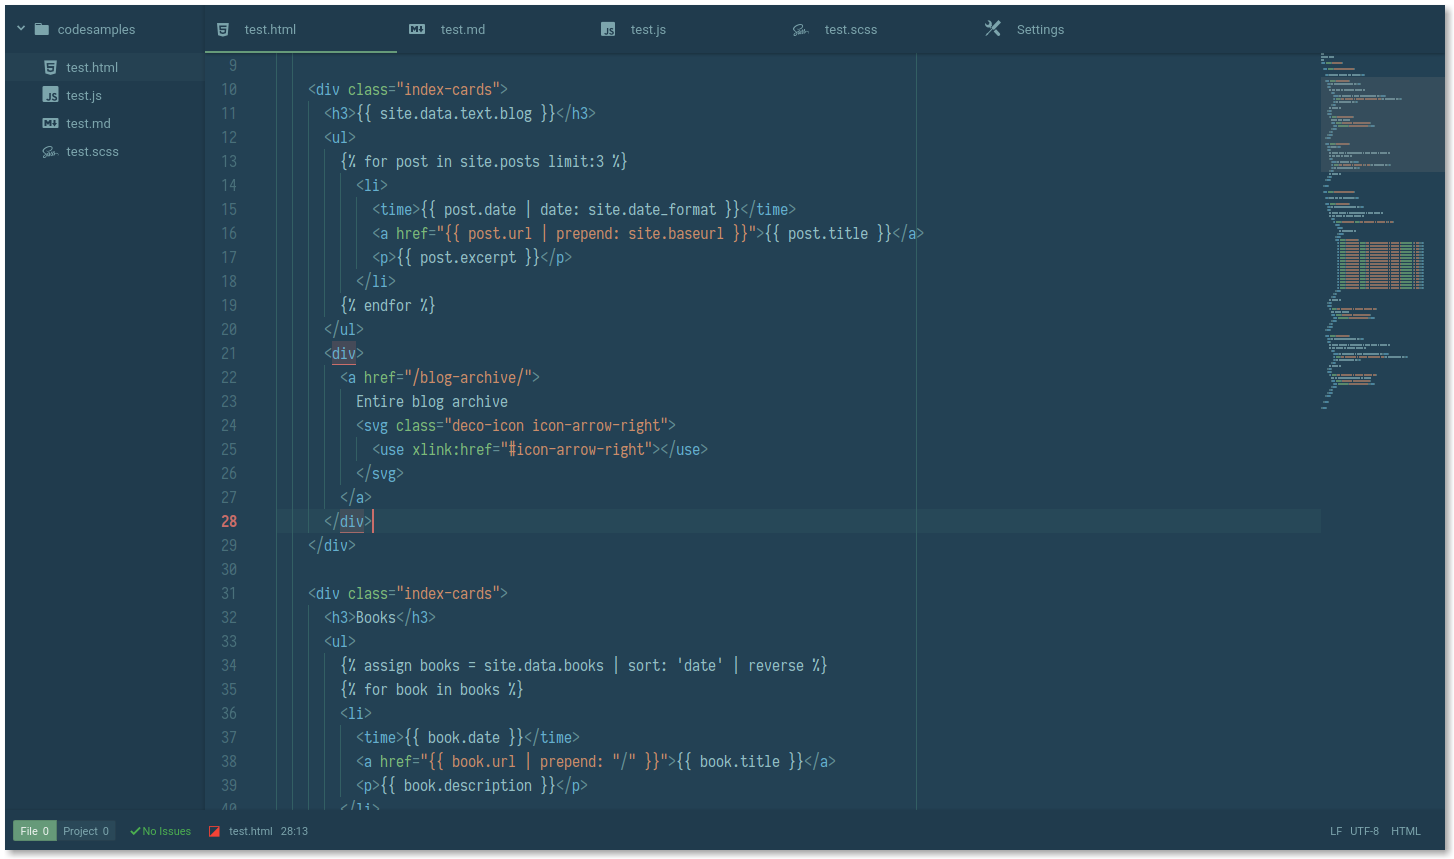 codesamples
test.html
test.js
test.md
test.scss
test.html test.md test.js test.scss Settings
9
10 <div class="index-cards">
11 <h3>{{ site.data.text.blog }}</h3>
12 <ul>
13 {% for post in site.posts limit:3 %}
14 <li>
15 <time>{{ post.date | date: site.date_format }}</time>
16 <a href="{{ post.url | prepend: site.baseurl }}">{{ post.title }}</a>
17 <p>{{ post.excerpt }}</p>
18 </li>
19 {% endfor %}
20 </ul>
21 <div>
22 <a href="/blog-archive/">
23 Entire blog archive
24 <svg class="deco-icon icon-arrow-right">
25 <use xlink:href="#icon-arrow-right"></use>
26 </svg>
27 </a>
28 </div>
29 </div>
30
31 <div class="index-cards">
32 <h3>Books</h3>
33 <ul>
34 {% assign books = site.data.books | sort: 'date' | reverse %}
35 {% for book in books %}
36 <li>
37 <time>{{ book.date }}</time>
38 <a href="{{ book.url | prepend: "/" }}">{{ book.title }}</a>
39 <p>{{ book.description }}</p>
40 </li>
File 0 Project 0 No Issues test.html 28:13 LF UTF-8 HTML